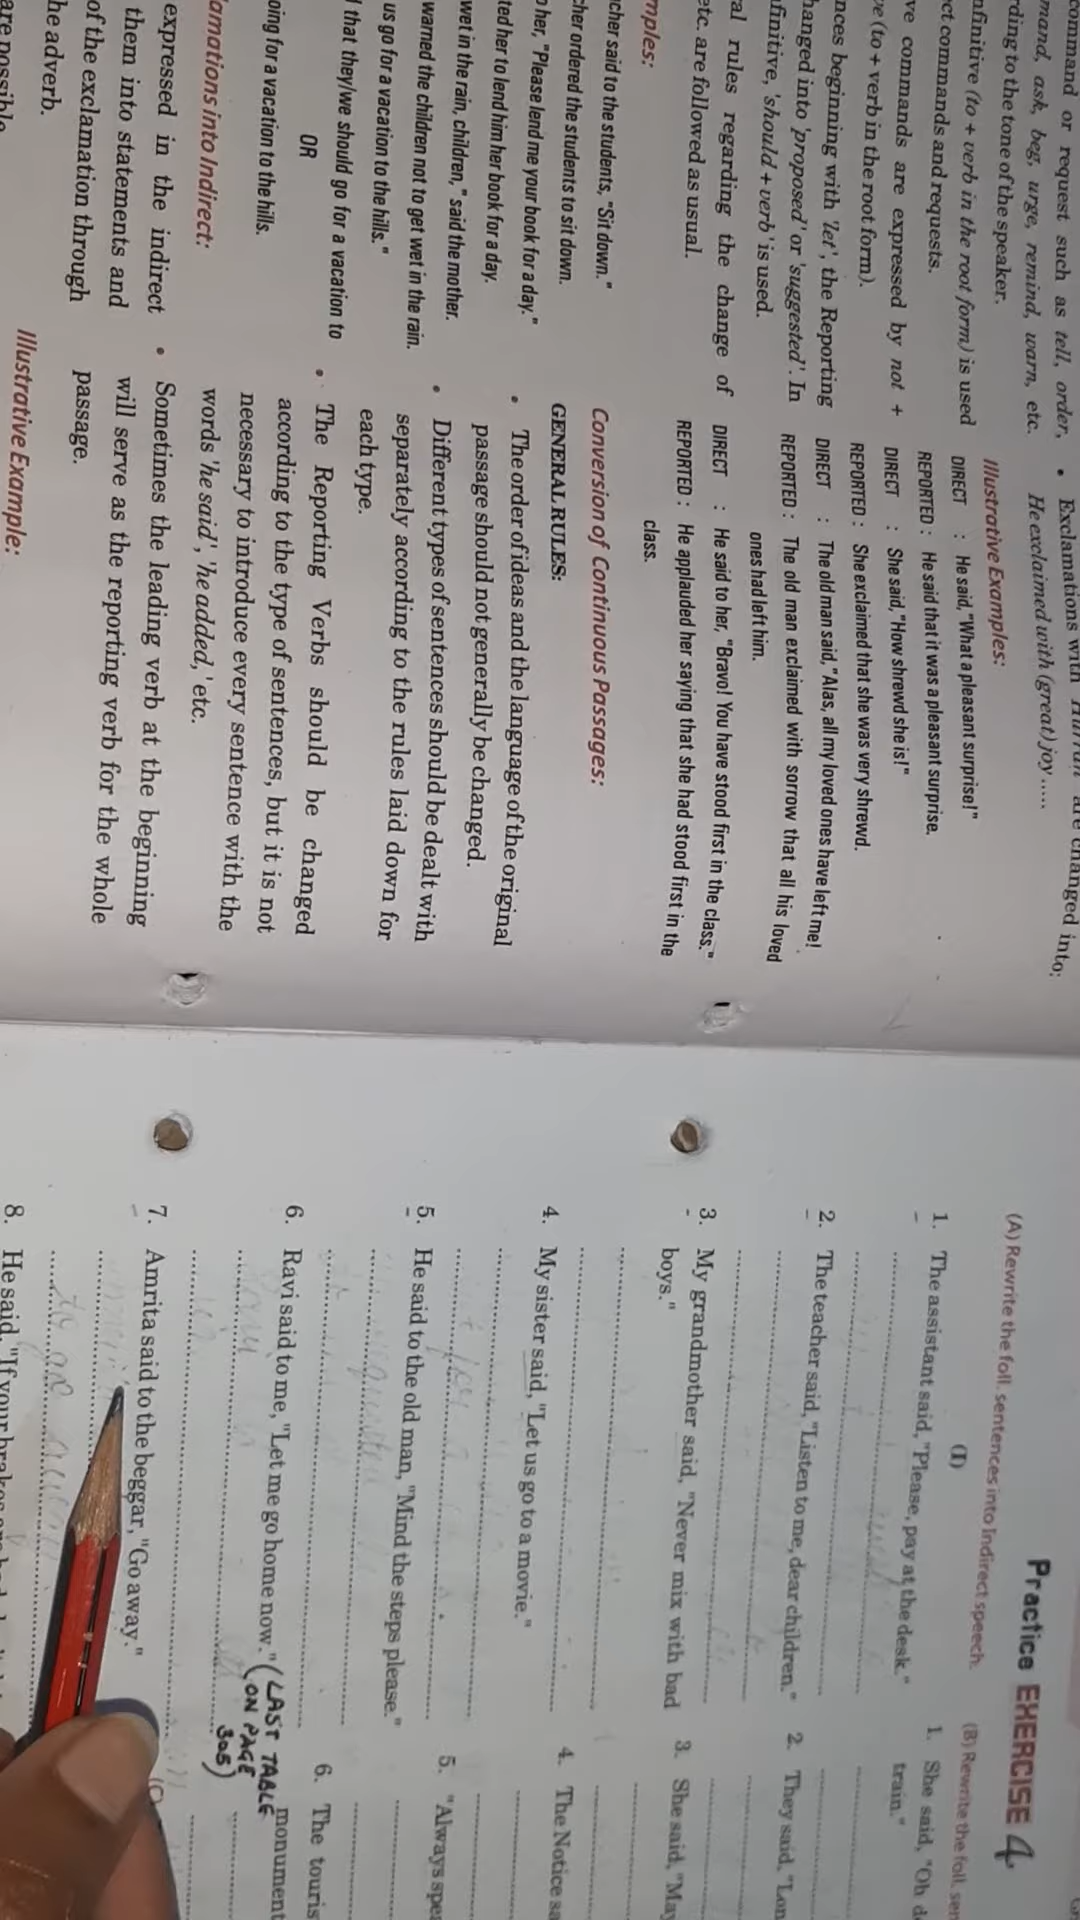 command or request such as tell, order,
mand, ask, beg, urge, remind, warn, etc.
rding to the tone of the speaker.
nfinitive (to + verb in the root form) is used
ct commands and requests.
ve commands are expressed by not +
ve (to + verb in the root form).
nces beginning with 'let', the Reporting
hanged into 'proposed' or 'suggested'. In
finitive, 'should + verb' is used.
al rules regarding the change of
etc. are followed as usual.
mples:
cher said to the students, "Sit down."
cher ordered the students to sit down.
o her, "Please lend me your book for a day."
ted her to lend him her book for a day.
wet in the rain, children," said the mother.
warned the children not to get wet in the rain.
us go for a vacation to the hills."
that they/we should go for a vacation to
OR
oing for a vacation to the hills.
amations into Indirect:
expressed in the indirect
them into statements and
of the exclamation through
he adverb.
are possible
• Exclamations with Hurrah are changed into:
He exclaimed with (great) joy.....
Illustrative Examples:
DIRECT : He said, "What a pleasant surprise!"
REPORTED : He said that it was a pleasant surprise.
DIRECT : She said, "How shrewd she is!"
REPORTED : She exclaimed that she was very shrewd.
DIRECT : The old man said, "Alas, all my loved ones have left me!
REPORTED : The old man exclaimed with sorrow that all his loved
ones had left him.
DIRECT : He said to her, "Bravo! You have stood first in the class."
REPORTED : He applauded her saying that she had stood first in the
class.
Conversion of Continuous Passages:
GENERAL RULES:
• The order of ideas and the language of the original
passage should not generally be changed.
• Different types of sentences should be dealt with
separately according to the rules laid down for
each type.
• The Reporting Verbs should be changed
according to the type of sentences, but it is not
necessary to introduce every sentence with the
words 'he said', 'he added,' etc.
• Sometimes the leading verb at the beginning
will serve as the reporting verb for the whole
passage.
Illustrative Example:
Practice EXERCISE 4
(A) Rewrite the foll. sentences into Indirect speech.
(I)
1. The assistant said, "Please, pay at the desk."
2. The teacher said, "Listen to me, dear children."
3. My grandmother said, "Never mix with bad
boys."
4. My sister said, "Let us go to a movie."
5. He said to the old man, "Mind the steps please."
6. Ravi said to me, "Let me go home now." (LAST TABLE
ON PAGE
305)
7. Amrita said to the beggar, "Go away."
8. He said, "If your brakes
(B) Rewrite the foll. sen
1. She said, "Oh d
train."
2. They said, "Lon
3. She said, "May
4. The Notice sa
5. "Always spea
6. The touris
monument